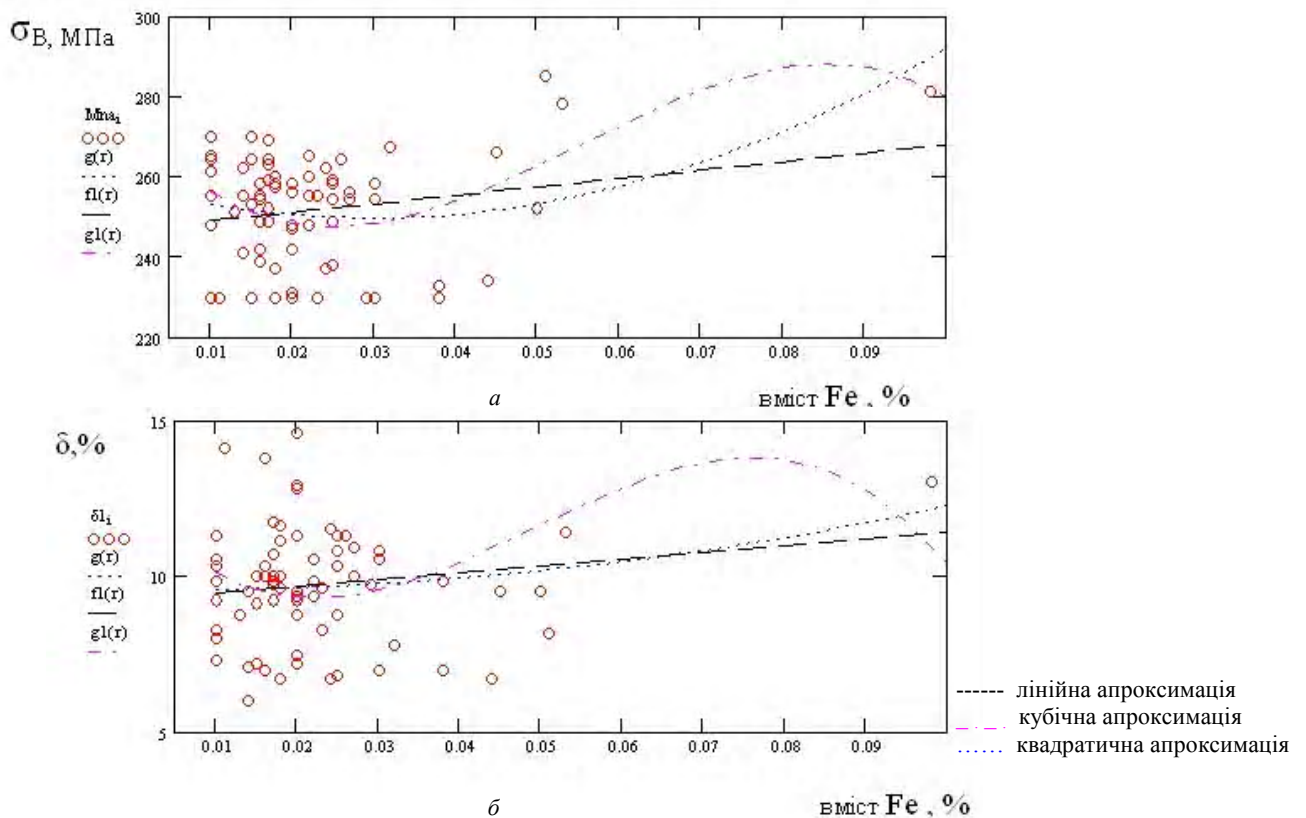 σВ, МПа
300
280
260
240
220
Mna i
g(r)
f1(r)
g1(r)
0.01 0.02 0.03 0.04 0.05 0.06 0.07 0.08 0.09
а
вміст Fe , %
δ,%
15
10
5
δ1 i
g(r)
f1(r)
g1(r)
0.01 0.02 0.03 0.04 0.05 0.06 0.07 0.08 0.09
б
вміст Fe , %
лінійна апроксимація
кубічна апроксимація
квадратична апроксимація